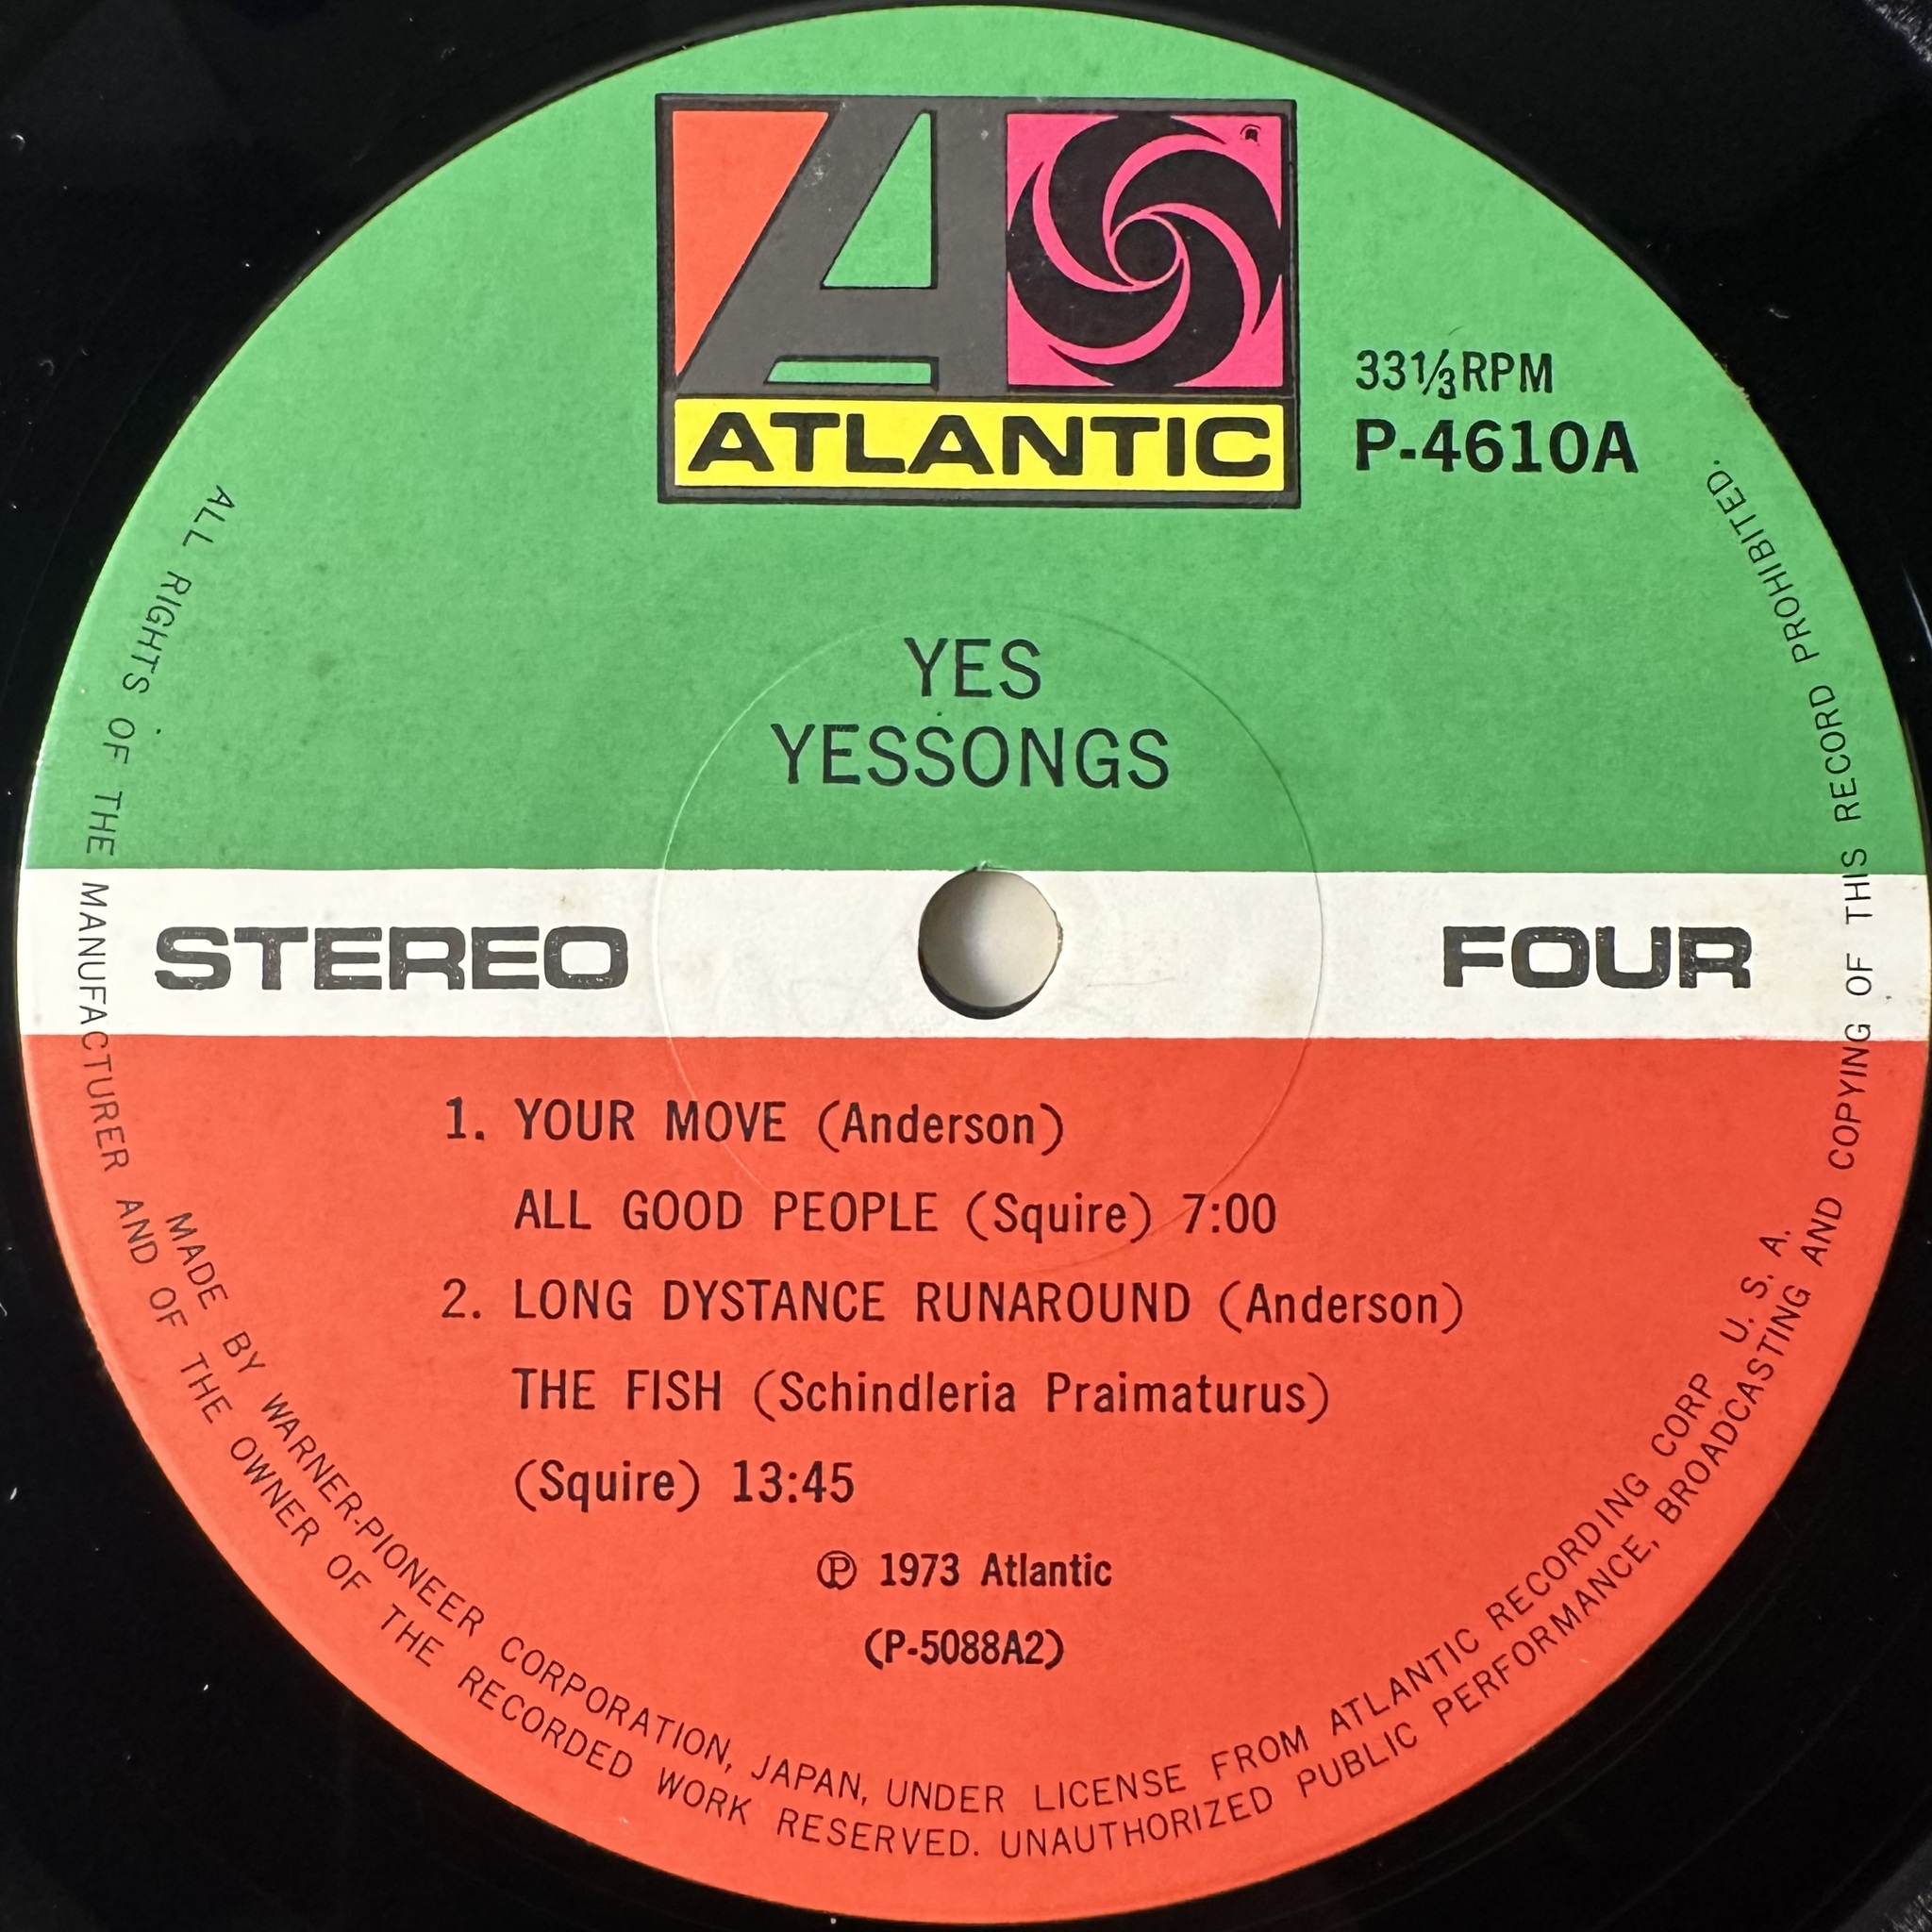 ATLANTIC
33⅓RPM
P-4610A
YES
YESSONGS
STEREO
FOUR
1. YOUR MOVE (Anderson)
ALL GOOD PEOPLE (Squire) 7:00
2. LONG DYSTANCE RUNAROUND (Anderson)
THE FISH (Schindleria Praimaturus)
(Squire) 13:45
℗ 1973 Atlantic
(P-5088A2)
MADE BY WARNER-PIONEER CORPORATION, JAPAN, UNDER LICENSE FROM ATLANTIC RECORDING CORP U. S. A.
ALL RIGHTS OF THE MANUFACTURER AND OF THE OWNER OF THE RECORDED WORK RESERVED. UNAUTHORIZED PUBLIC PERFORMANCE, BROADCASTING AND COPYING OF THIS RECORD PROHIBITED.